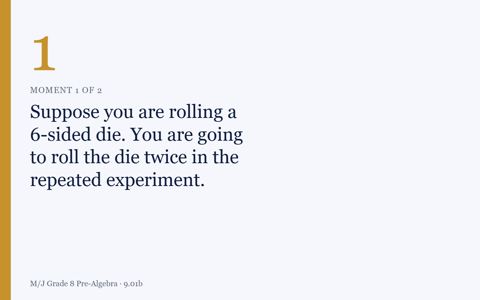 1
MOMENT 1 OF 2
Suppose you are rolling a
6-sided die. You are going
to roll the die twice in the
repeated experiment.
M/J Grade 8 Pre-Algebra · 9.01b